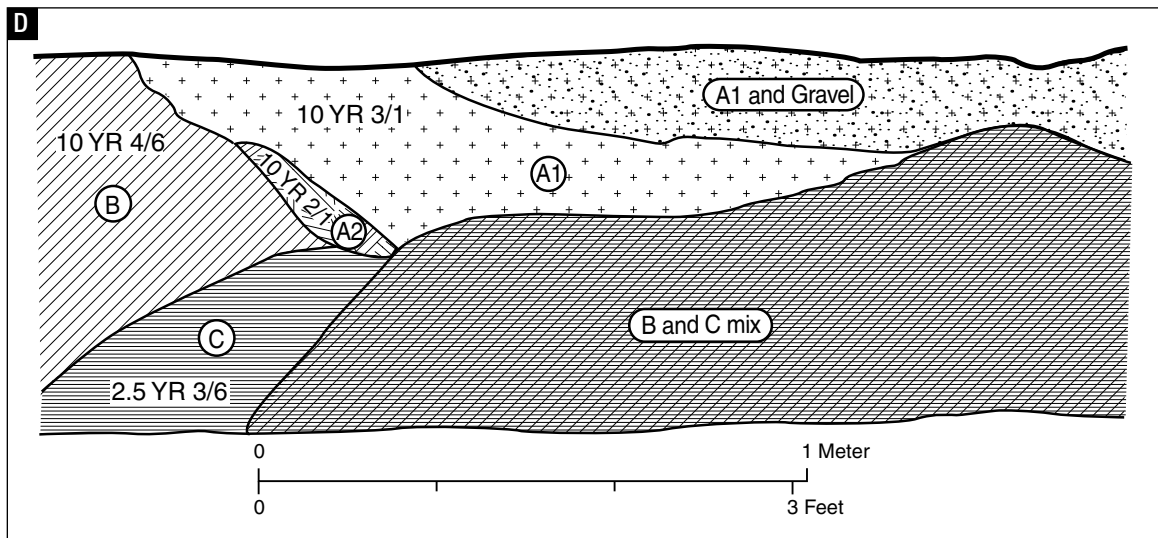 D
A1 and Gravel
10 YR 3/1
10 YR 4/6
A1
10 YR 2/1
B
A2
B and C mix
C
2.5 YR 3/6
0
1 Meter
0
3 Feet